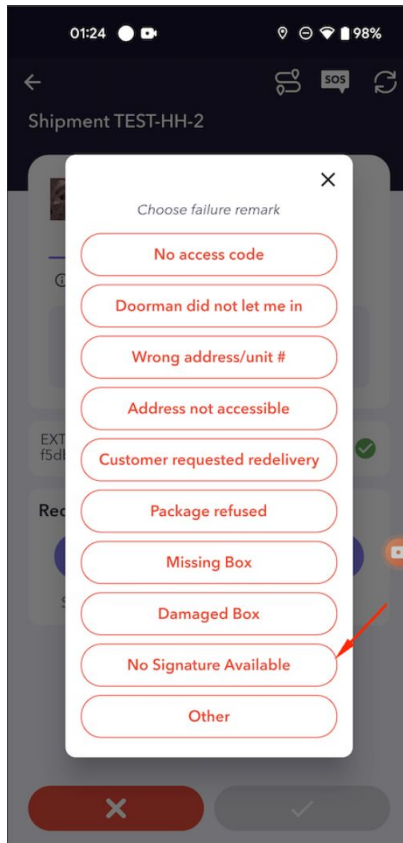 01:24 98%
SOS
Shipment TEST-HH-2
Choose failure remark
No access code
Doorman did not let me in
Wrong address/unit #
Address not accessible
EXT
Customer requested redelivery
Package refused
Missing Box
Damaged Box
No Signature Available
Other